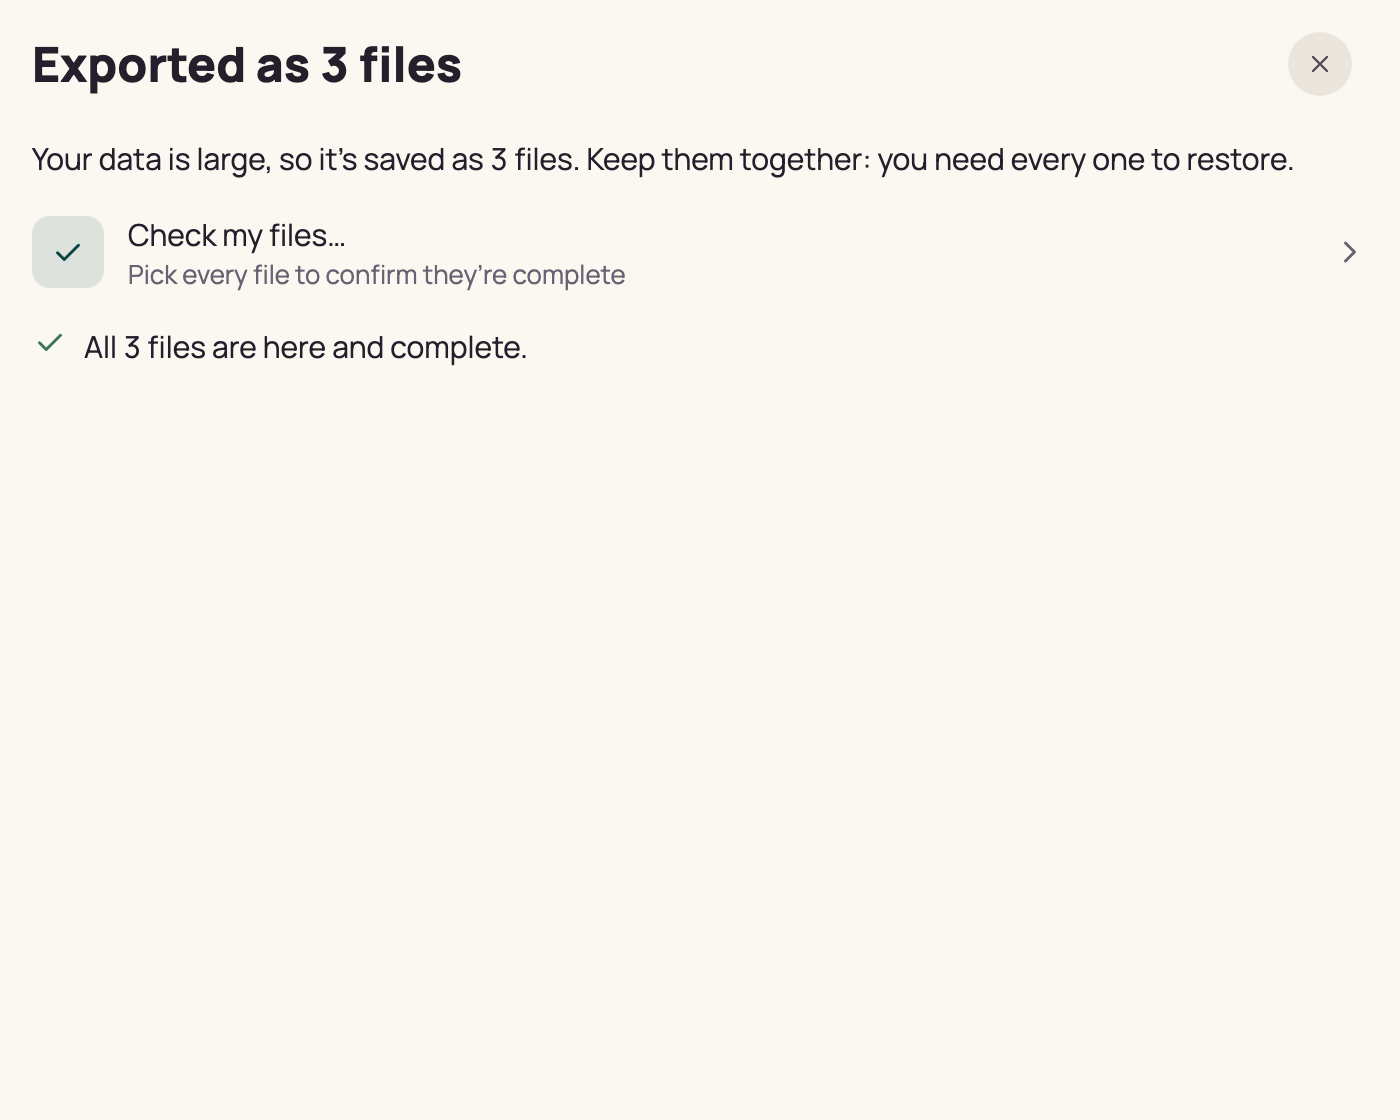 Exported as 3 files
Your data is large, so it’s saved as 3 files. Keep them together: you need every one to restore.
Check my files…
Pick every file to confirm they’re complete
All 3 files are here and complete.